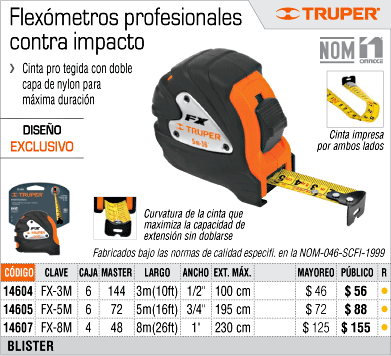 Flexómetros profesionales
contra impacto
TRUPER
NOM
Cinta pro tegida con doble
capa de nylon para
máxima duración
DISEÑO
EXCLUSIVO
FX
TRUPER
5m-16'
Cinta impresa
por ambos lados
TRUPER
Curvatura de la cinta que
maximiza la capacidad de
extensión sin doblarse
Fabricados bajo las normas de calidad especifi. en la NOM-046-SCFI-1999
CÓDIGO CLAVE CAJA MASTER LARGO ANCHO EXT. MÁX. MAYOREO PÚBLICO R
14604 FX-3M 6 144 3m(10ft) 1/2" 100 cm $ 46 $ 56
14605 FX-5M 6 72 5m(16ft) 3/4" 195 cm $ 72 $ 88
14607 FX-8M 4 48 8m(26ft) 1' 230 cm $ 125 $ 155
BLISTER